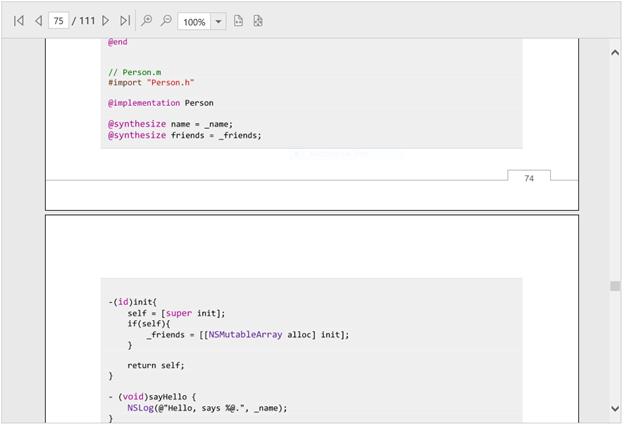 75 / 111 100%
@end
// Person.m
#import "Person.h"
@implementation Person
@synthesize name = _name;
@synthesize friends = _friends;
74
-(id)init{
self = [super init];
if(self){
_friends = [[NSMutableArray alloc] init];
}
return self;
}
- (void)sayHello {
NSLog(@"Hello, says %@.", _name);
}